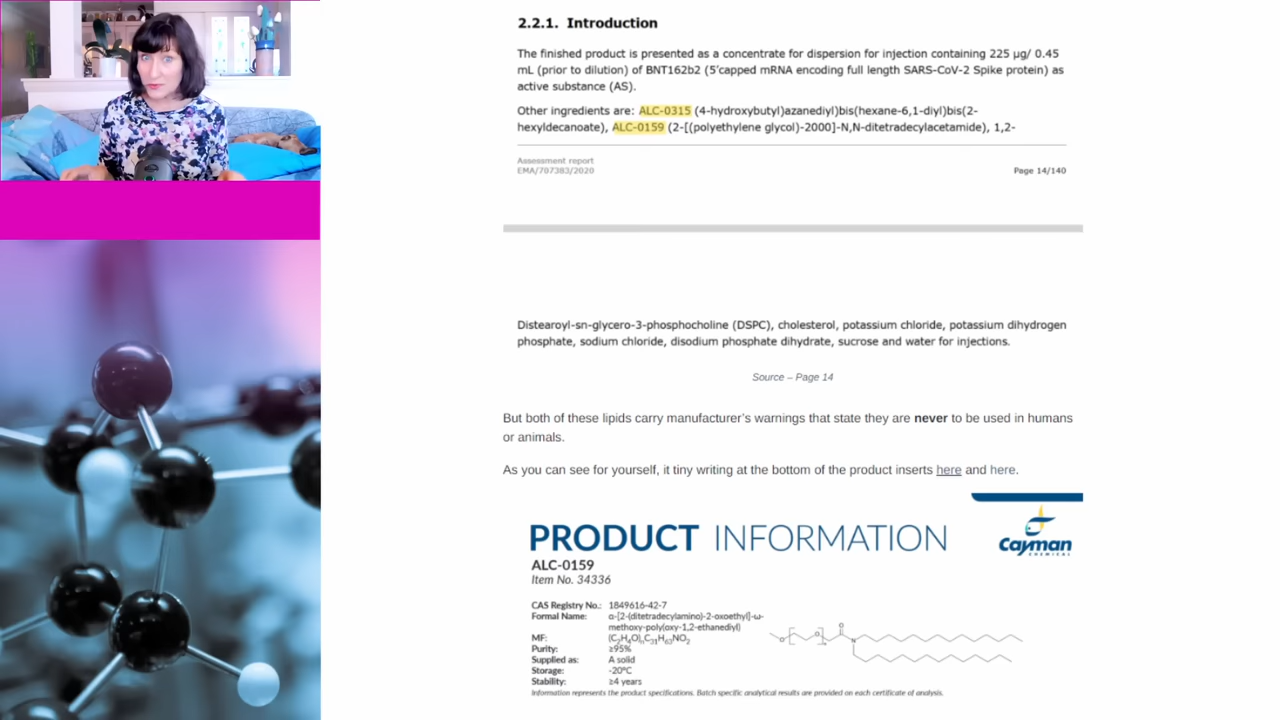 2.2.1. Introduction
The finished product is presented as a concentrate for dispersion for injection containing 225 µg/ 0.45
mL (prior to dilution) of BNT162b2 (5'capped mRNA encoding full length SARS-CoV-2 Spike protein) as
active substance (AS).
Other ingredients are: ALC-0315 (4-hydroxybutyl)azanediyl)bis(hexane-6,1-diyl)bis(2-
hexyldecanoate), ALC-0159 (2-[(polyethylene glycol)-2000]-N,N-ditetradecylacetamide), 1,2-
Assessment report
EMA/707383/2020
Page 14/140
Distearoyl-sn-glycero-3-phosphocholine (DSPC), cholesterol, potassium chloride, potassium dihydrogen
phosphate, sodium chloride, disodium phosphate dihydrate, sucrose and water for injections.
Source – Page 14
But both of these lipids carry manufacturer's warnings that state they are never to be used in humans
or animals.
As you can see for yourself, it tiny writing at the bottom of the product inserts here and here.
PRODUCT INFORMATION
Cayman
CHEMICAL
ALC-0159
Item No. 34336
CAS Registry No.: 1849616-42-7
Formal Name: α-[2-(ditetradecylamino)-2-oxoethyl]-ω-
methoxy-poly(oxy-1,2-ethanediyl)
MF: (C2H4O)nC31H63NO2
Purity: ≥95%
Supplied as: A solid
Storage: -20°C
Stability: ≥4 years
Information represents the product specifications. Batch specific analytical results are provided on each certificate of analysis.